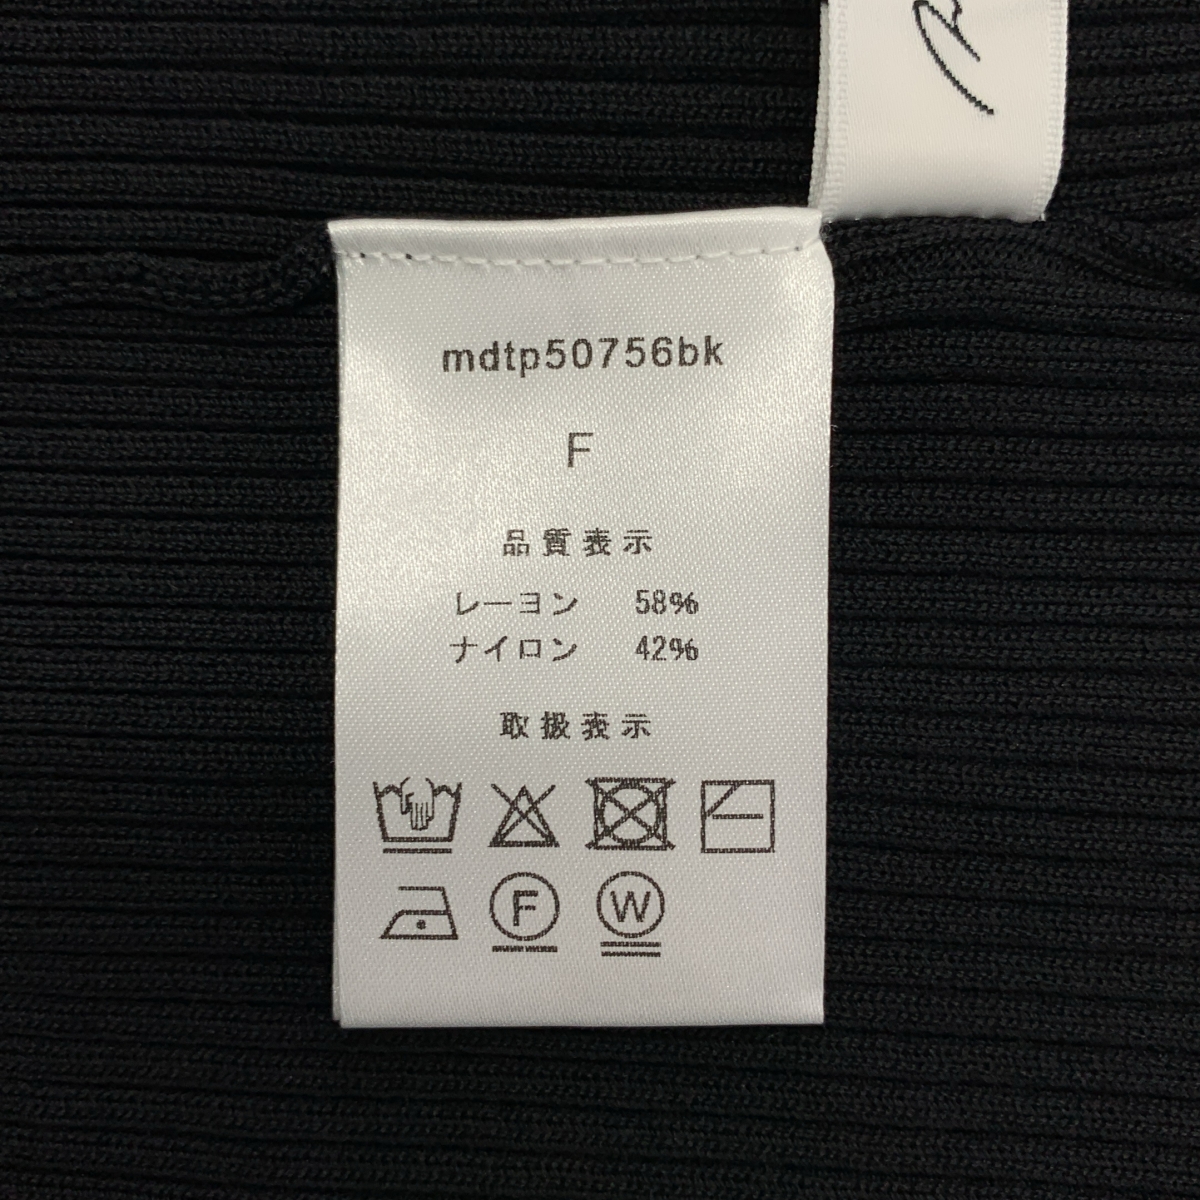 mdtp50756bk
F
品質表示
レーヨン 58%
ナイロン 42%
取扱表示
F W